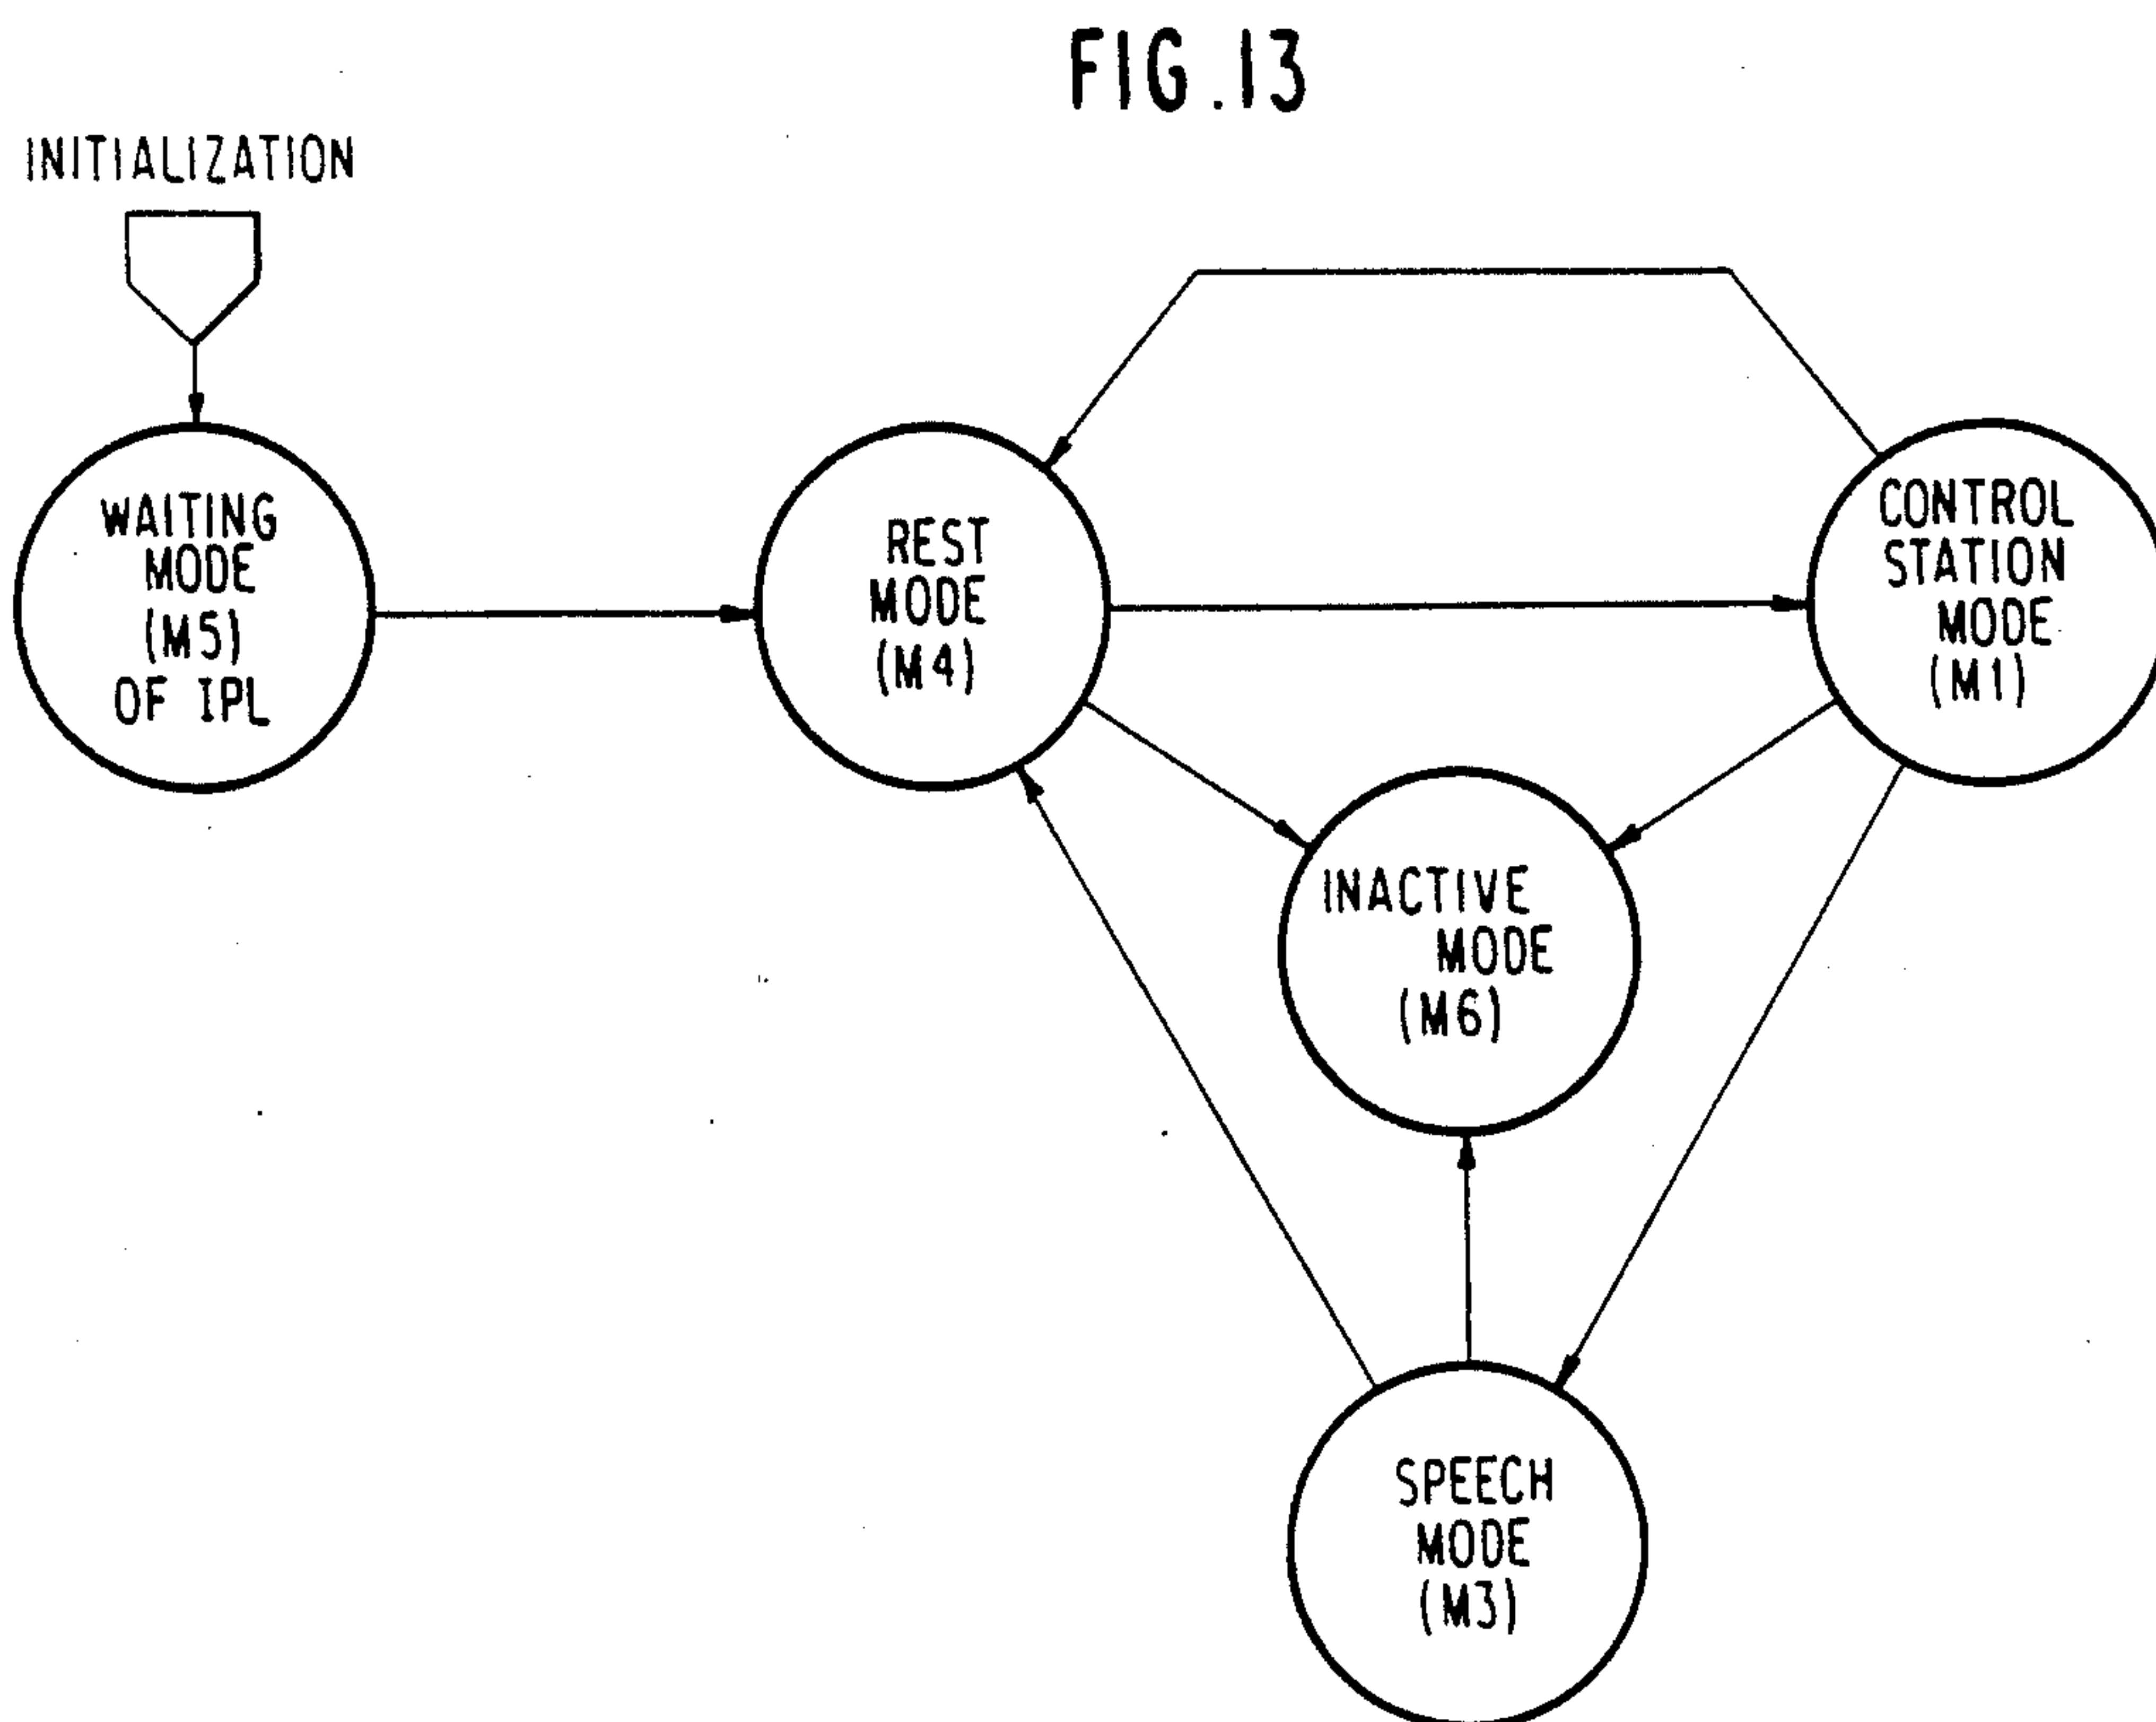 FIG.13
INITIALIZATION
WAITING
MODE
(M5)
OF IPL
REST
MODE
(M4)
CONTROL
STATION
MODE
(M1)
INACTIVE
MODE
(M6)
SPEECH
MODE
(M3)